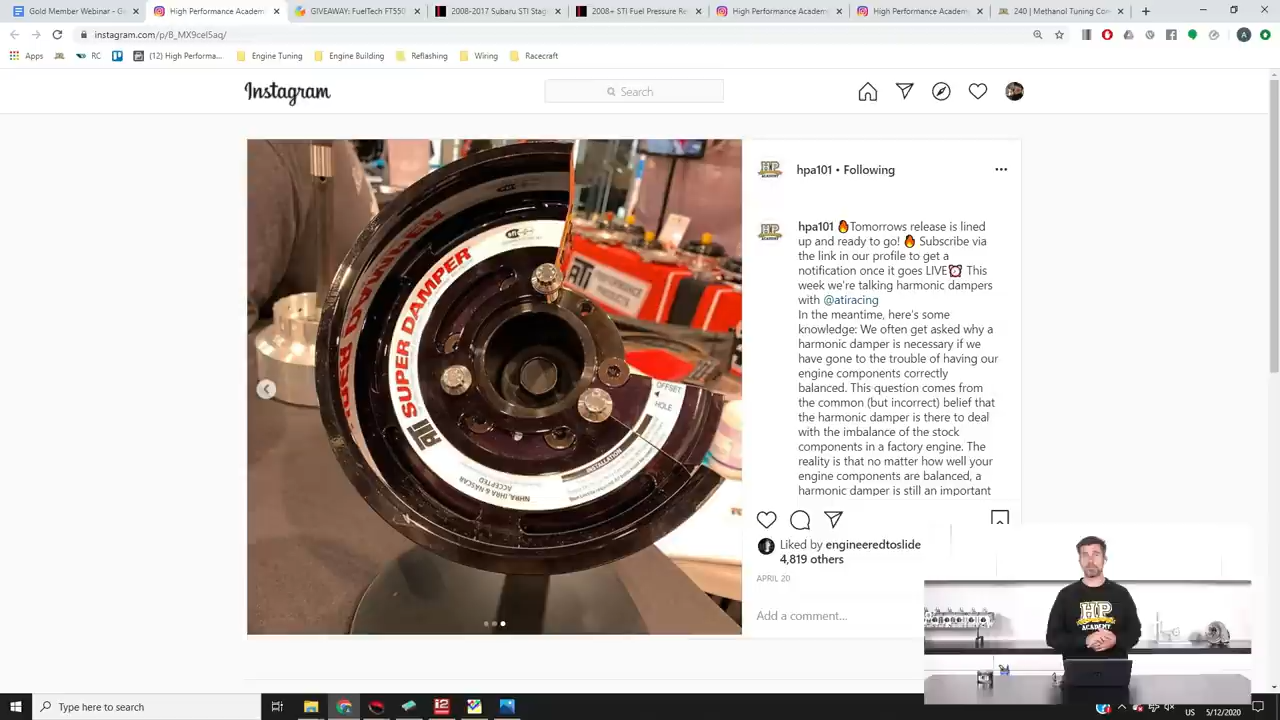 Gold Member Webinar - G
High Performance Academy
GIVEAWAY: FuelTech FT550
2008-2017 Subaru STI Stag
2008+ STI Fuel Pressure Re
High Performance Academy
High Performance Academy
240 | Methanol Tuning Con
instagram.com/p/B_MX9celSaq/
Apps
RC
(12) High Performa...
Engine Tuning
Engine Building
Reflashing
Wiring
Racecraft
Instagram
Search
hpa101 • Following
hpa101 🔥Tomorrows release is lined
up and ready to go! 🔥 Subscribe via
the link in our profile to get a
notification once it goes LIVE⏰ This
week we're talking harmonic dampers
with @atiracing
In the meantime, here's some
knowledge: We often get asked why a
harmonic damper is necessary if we
have gone to the trouble of having our
engine components correctly
balanced. This question comes from
the common (but incorrect) belief that
the harmonic damper is there to deal
with the imbalance of the stock
components in a factory engine. The
reality is that no matter how well your
engine components are balanced, a
harmonic damper is still an important
Liked by engineeredtoslide
4,819 others
APRIL 20
Add a comment...
ATI SUPER DAMPER
OFFSET
HOLE
INSTALLATION
NHRA, IHRA & NASCAR
ACCEPTED
ATI
HP
ACADEMY
Type here to search
US
5/12/2020